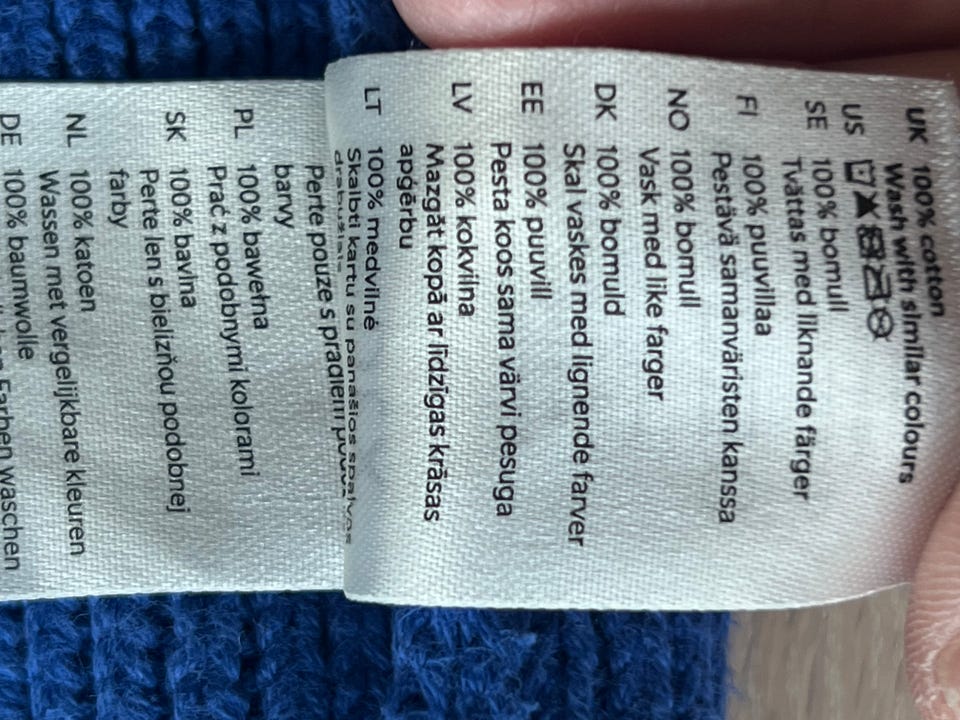 UK 100% cotton
Wash with similar colours
US
SE 100% bomull
Tvättas med liknande färger
FI 100% puuvillaa
Pestävä samanväristen kanssa
NO 100% bomull
Vask med like farger
DK 100% bomuld
Skal vaskes med lignende farver
EE 100% puuvill
Pesta koos sama värvi pesuga
LV 100% kokvilna
Mazgāt kopā ar līdzīgas krāsas
apģērbu
LT 100% medvilnė
Skalbti kartu su panašios spalvos
drabužiais
Perte pouze s prádlem
barvy
PL 100% bawełna
Prać z podobnymi kolorami
SK 100% bavlna
Perte len s bielizňou podobnej
farby
NL 100% katoen
Wassen met vergelijkbare kleuren
DE 100% baumwolle
Farben waschen